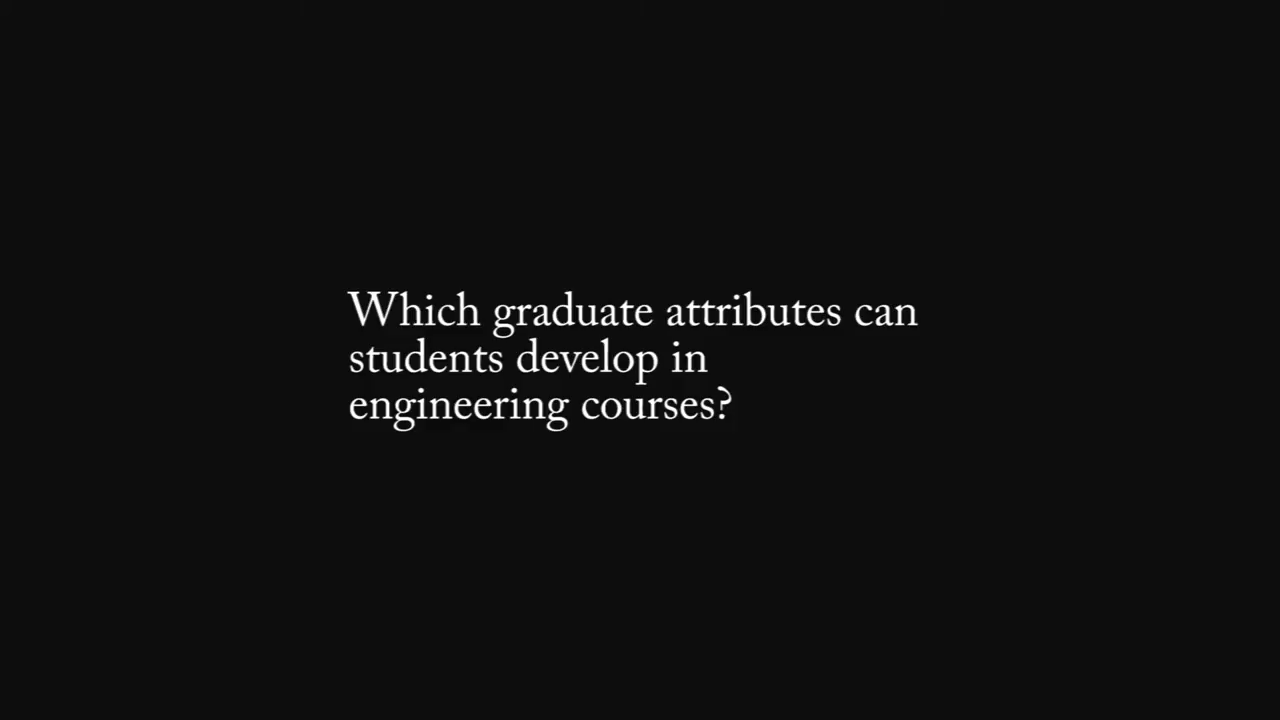 Which graduate attributes can
students develop in
engineering courses?